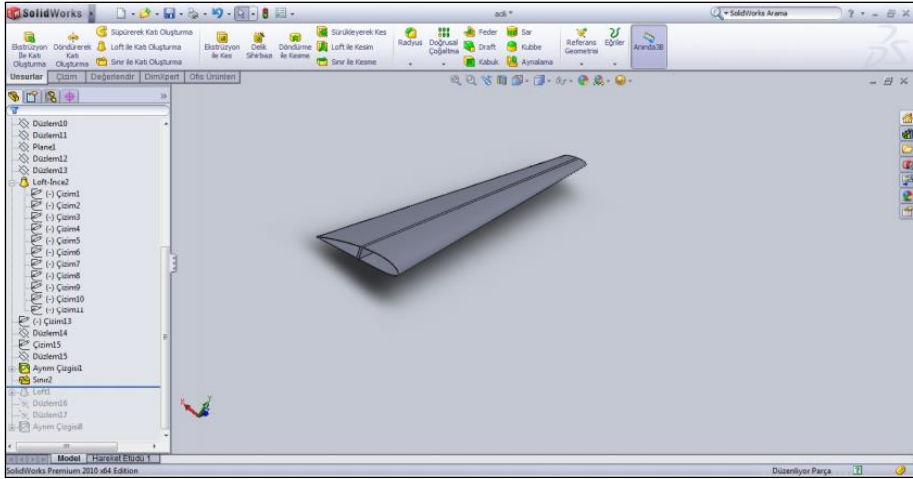 SolidWorks
acılı *
SolidWorks Arama
Ekstrüzyon İle Katı Oluşturma
Döndürerek Katı Oluşturma
Süpürerek Katı Oluşturma
Loft ile Katı Oluşturma
Sınır ile Katı Oluşturma
Ekstrüzyon ile Kes
Delik Sihirbazı
Döndürme ile Kesme
Sürükleyerek Kes
Loft ile Kesim
Sınır ile Kesme
Radyus
Doğrusal Çoğaltma
Feder
Draft
Kabuk
Sar
Kubbe
Aynalama
Referans Geometrisi
Eğriler
Anında3B
Unsurlar
Çizim
Değerlendir
DimXpert
Ofis Ürünleri
Düzlem10
Düzlem11
Plane1
Düzlem12
Düzlem13
Loft-İnce2
(-) Çizim1
(-) Çizim2
(-) Çizim3
(-) Çizim4
(-) Çizim5
(-) Çizim6
(-) Çizim7
(-) Çizim8
(-) Çizim9
(-) Çizim10
(-) Çizim11
(-) Çizim13
Düzlem14
Çizim15
Düzlem15
Ayrım Çizgisi1
Sınır2
Loft1
Düzlem16
Düzlem17
Ayrım Çizgisi8
Model
Hareket Etüdü 1
SolidWorks Premium 2010 x64 Edition
Düzenliyor Parça